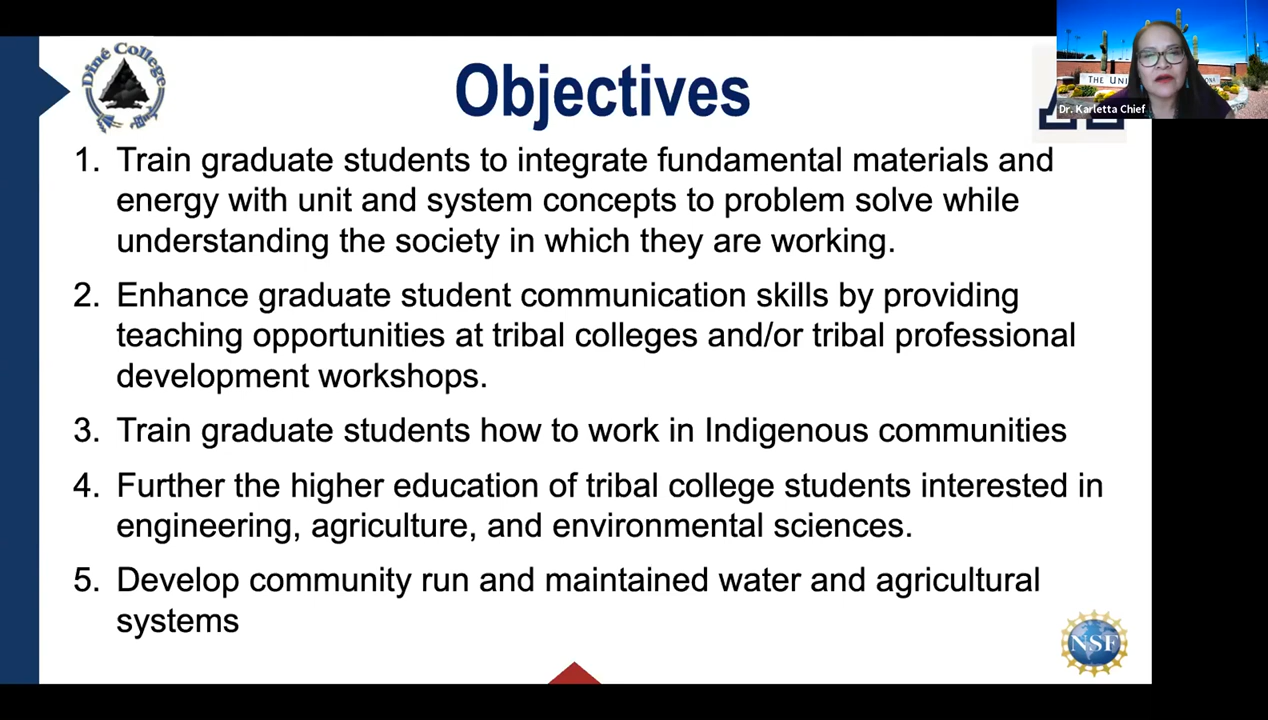 Diné College
Objectives
THE UNI
Dr. Karletta Chief
1. Train graduate students to integrate fundamental materials and
energy with unit and system concepts to problem solve while
understanding the society in which they are working.
2. Enhance graduate student communication skills by providing
teaching opportunities at tribal colleges and/or tribal professional
development workshops.
3. Train graduate students how to work in Indigenous communities
4. Further the higher education of tribal college students interested in
engineering, agriculture, and environmental sciences.
5. Develop community run and maintained water and agricultural
systems
NSF